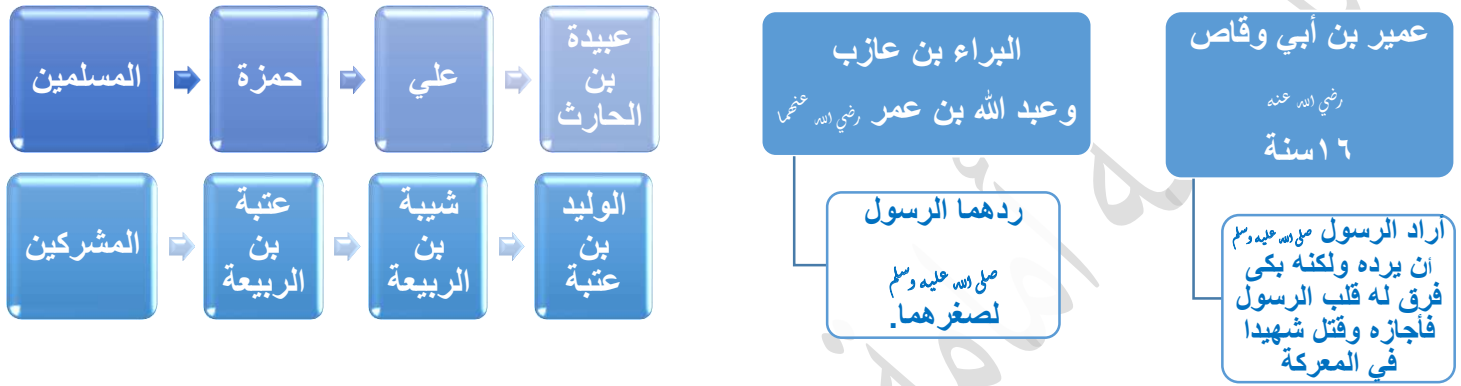 عمير بن أبي وقاص
رضي الله عنه
١٦سنة
أراد الرسول صلى الله عليه وسلم
أن يرده ولكنه بكى
فرق له قلب الرسول
فأجازه وقتل شهيدا
في المعركة
البراء بن عازب
وعبد الله بن عمر رضي الله عنهما
ردهما الرسول
صلى الله عليه وسلم
لصغرهما.
المسلمين
حمزة
علي
عبيدة
بن
الحارث
المشركين
عتبة
بن
الربيعة
شيبة
بن
الربيعة
الوليد
بن
عتبة